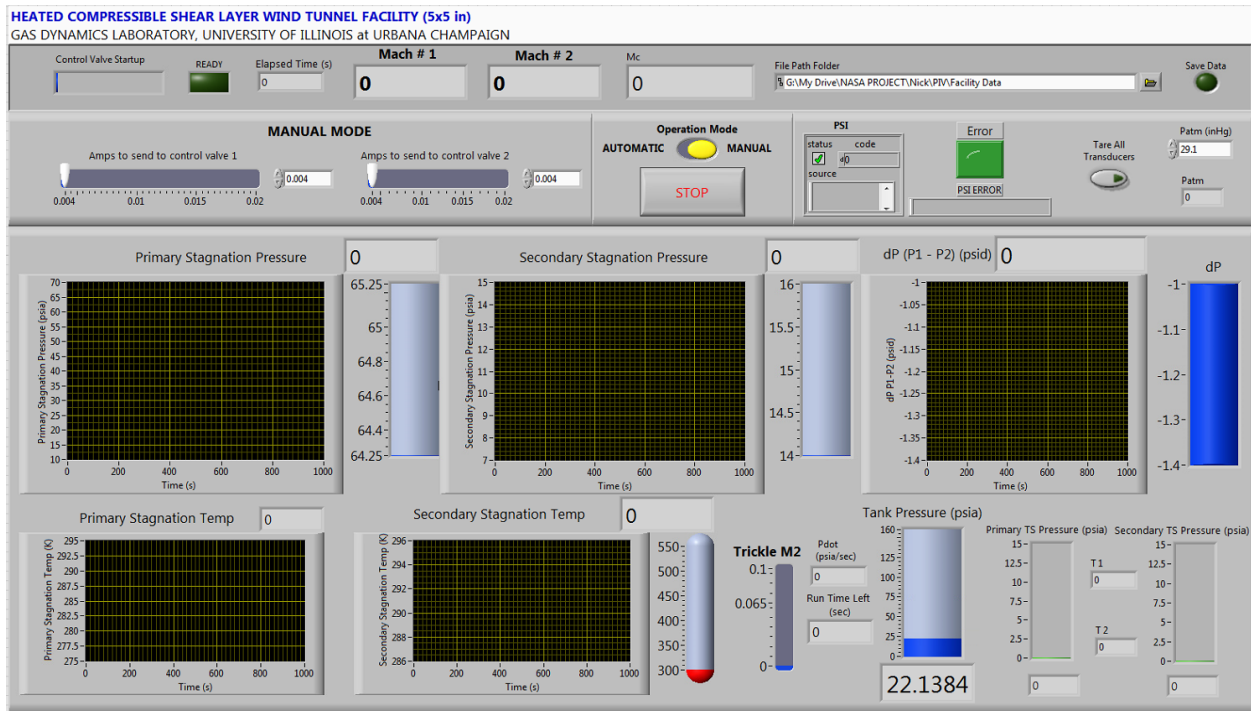 HEATED COMPRESSIBLE SHEAR LAYER WIND TUNNEL FACILITY (5x5 in)
GAS DYNAMICS LABORATORY, UNIVERSITY OF ILLINOIS at URBANA CHAMPAIGN
Control Valve Startup
READY
Elapsed Time (s)
0
Mach # 1
0
Mach # 2
0
Mc
0
File Path Folder
G:\My Drive\NASA PROJECT\Nick\PIV\Facility Data
Save Data
MANUAL MODE
Amps to send to control valve 1
0.004 0.01 0.015 0.02
0.004
Amps to send to control valve 2
0.004 0.01 0.015 0.02
0.004
Operation Mode
AUTOMATIC MANUAL
STOP
PSI
status code
d0
source
Error
PSI ERROR
Tare All
Transducers
Patm (inHg)
29.1
Patm
0
Primary Stagnation Pressure 0
Primary Stagnation Pressure (psia)
70
65
60
55
50
45
40
35
30
25
20
15
10
0 200 400 600 800 1000
Time (s)
65.25
65
64.8
64.6
64.4
64.25
Secondary Stagnation Pressure 0
Secondary Stagnation Pressure (psia)
15
14
13
12
11
10
9
8
7
0 200 400 600 800 1000
Time (s)
16
15.5
15
14.5
14
dP (P1 - P2) (psid) 0
dP P1-P2 (psid)
-1
-1.05
-1.1
-1.15
-1.2
-1.25
-1.3
-1.35
-1.4
0 200 400 600 800 1000
Time (s)
dP
-1
-1.1
-1.2
-1.3
-1.4
Primary Stagnation Temp 0
Primary Stagnation Temp (K)
295
292.5
290
287.5
285
282.5
280
277.5
275
0 200 400 600 800 1000
Time (s)
Secondary Stagnation Temp 0
Secondary Stagnation Temp (K)
296
294
292
290
288
286
0 200 400 600 800 1000
Time (s)
550
500
450
400
350
300
Trickle M2
0.1
0.065
0
Pdot
(psia/sec)
0
Run Time Left
(sec)
0
Tank Pressure (psia)
160
125
100
75
50
25
0
22.1384
Primary TS Pressure (psia)
15
12.5
10
7.5
5
2.5
0
0
T 1
0
T 2
0
Secondary TS Pressure (psia)
15
12.5
10
7.5
5
2.5
0
0